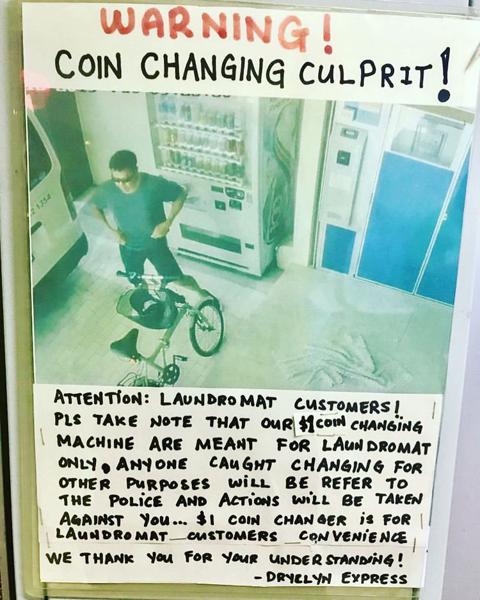 WARNING!
COIN CHANGING CULPRIT!
ATTENTION: LAUNDROMAT CUSTOMERS!
PLS TAKE NOTE THAT OUR $1 COIN CHANGING
MACHINE ARE MEANT FOR LAUNDROMAT
ONLY. ANYONE CAUGHT CHANGING FOR
OTHER PURPOSES WILL BE REFER TO
THE POLICE AND ACTIONS WILL BE TAKEN
AGAINST YOU... $1 COIN CHANGER IS FOR
LAUNDROMAT CUSTOMERS CONVENIENCE
WE THANK YOU FOR YOUR UNDERSTANDING!
- DRYCLYN EXPRESS